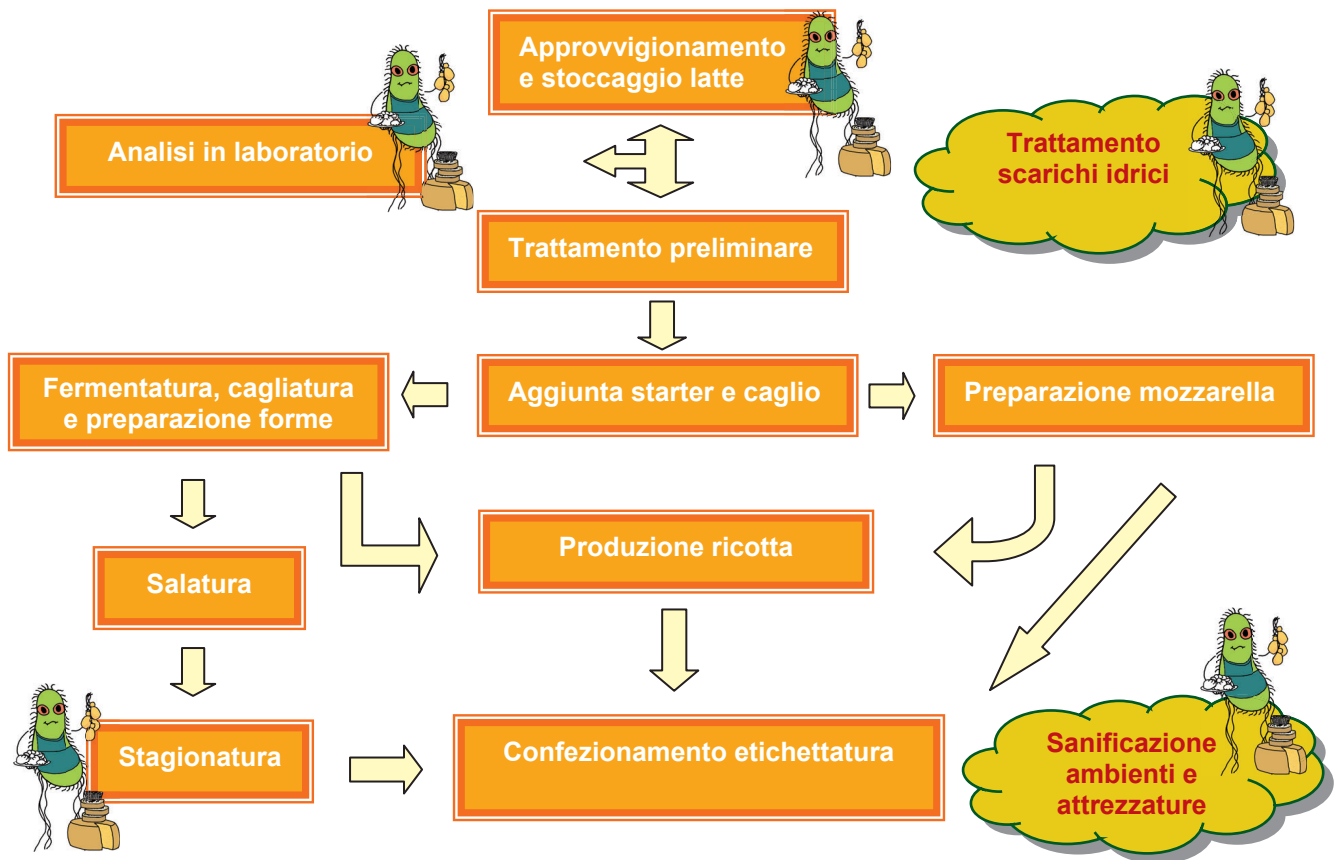 Approvvigionamento
e stoccaggio latte
Analisi in laboratorio
Trattamento
scarichi idrici
Trattamento preliminare
Fermentatura, cagliatura
e preparazione forme
Aggiunta starter e caglio
Preparazione mozzarella
Produzione ricotta
Salatura
Stagionatura
Confezionamento etichettatura
Sanificazione
ambienti e
attrezzature